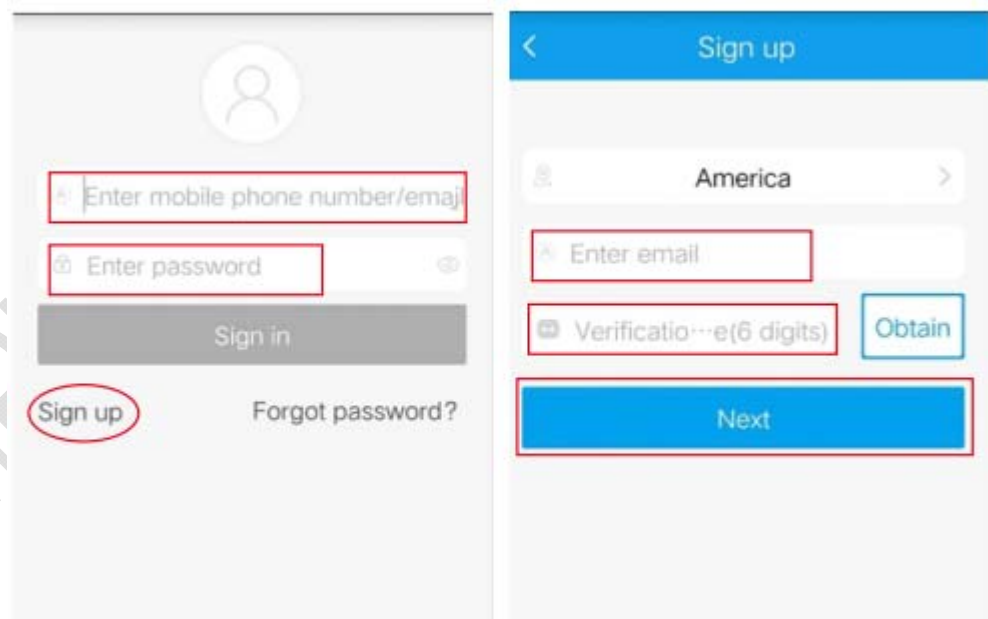 Enter mobile phone number/email
Enter password
Sign in
Sign up
Forgot password?
Sign up
America
Enter email
Verificatio···e(6 digits)
Obtain
Next